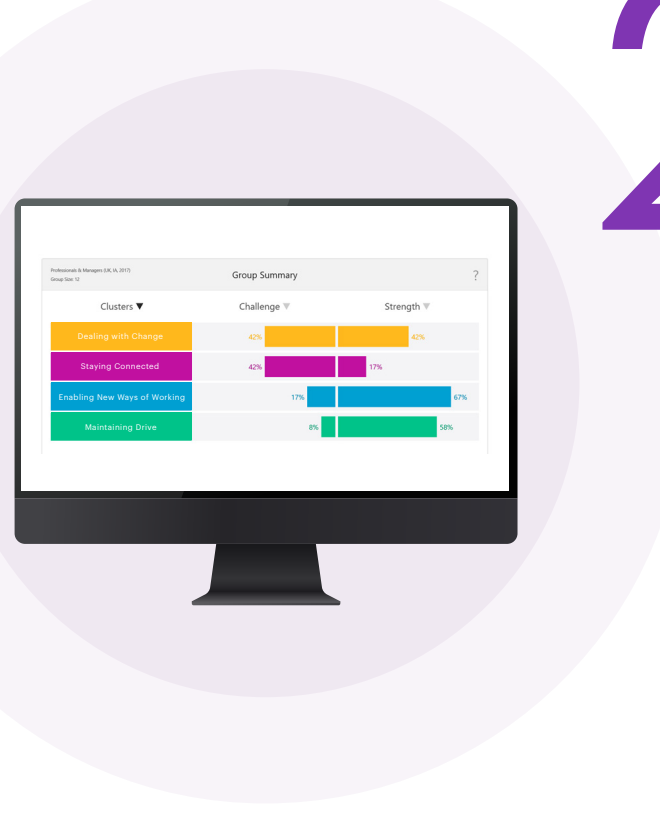 2
Professionals & Managers (UK, IA, 2017)
Group Size: 12
Group Summary
?
Clusters ▼ Challenge ▼ Strength ▼
Dealing with Change 42% 42%
Staying Connected 42% 17%
Enabling New Ways of Working 17% 67%
Maintaining Drive 8% 58%